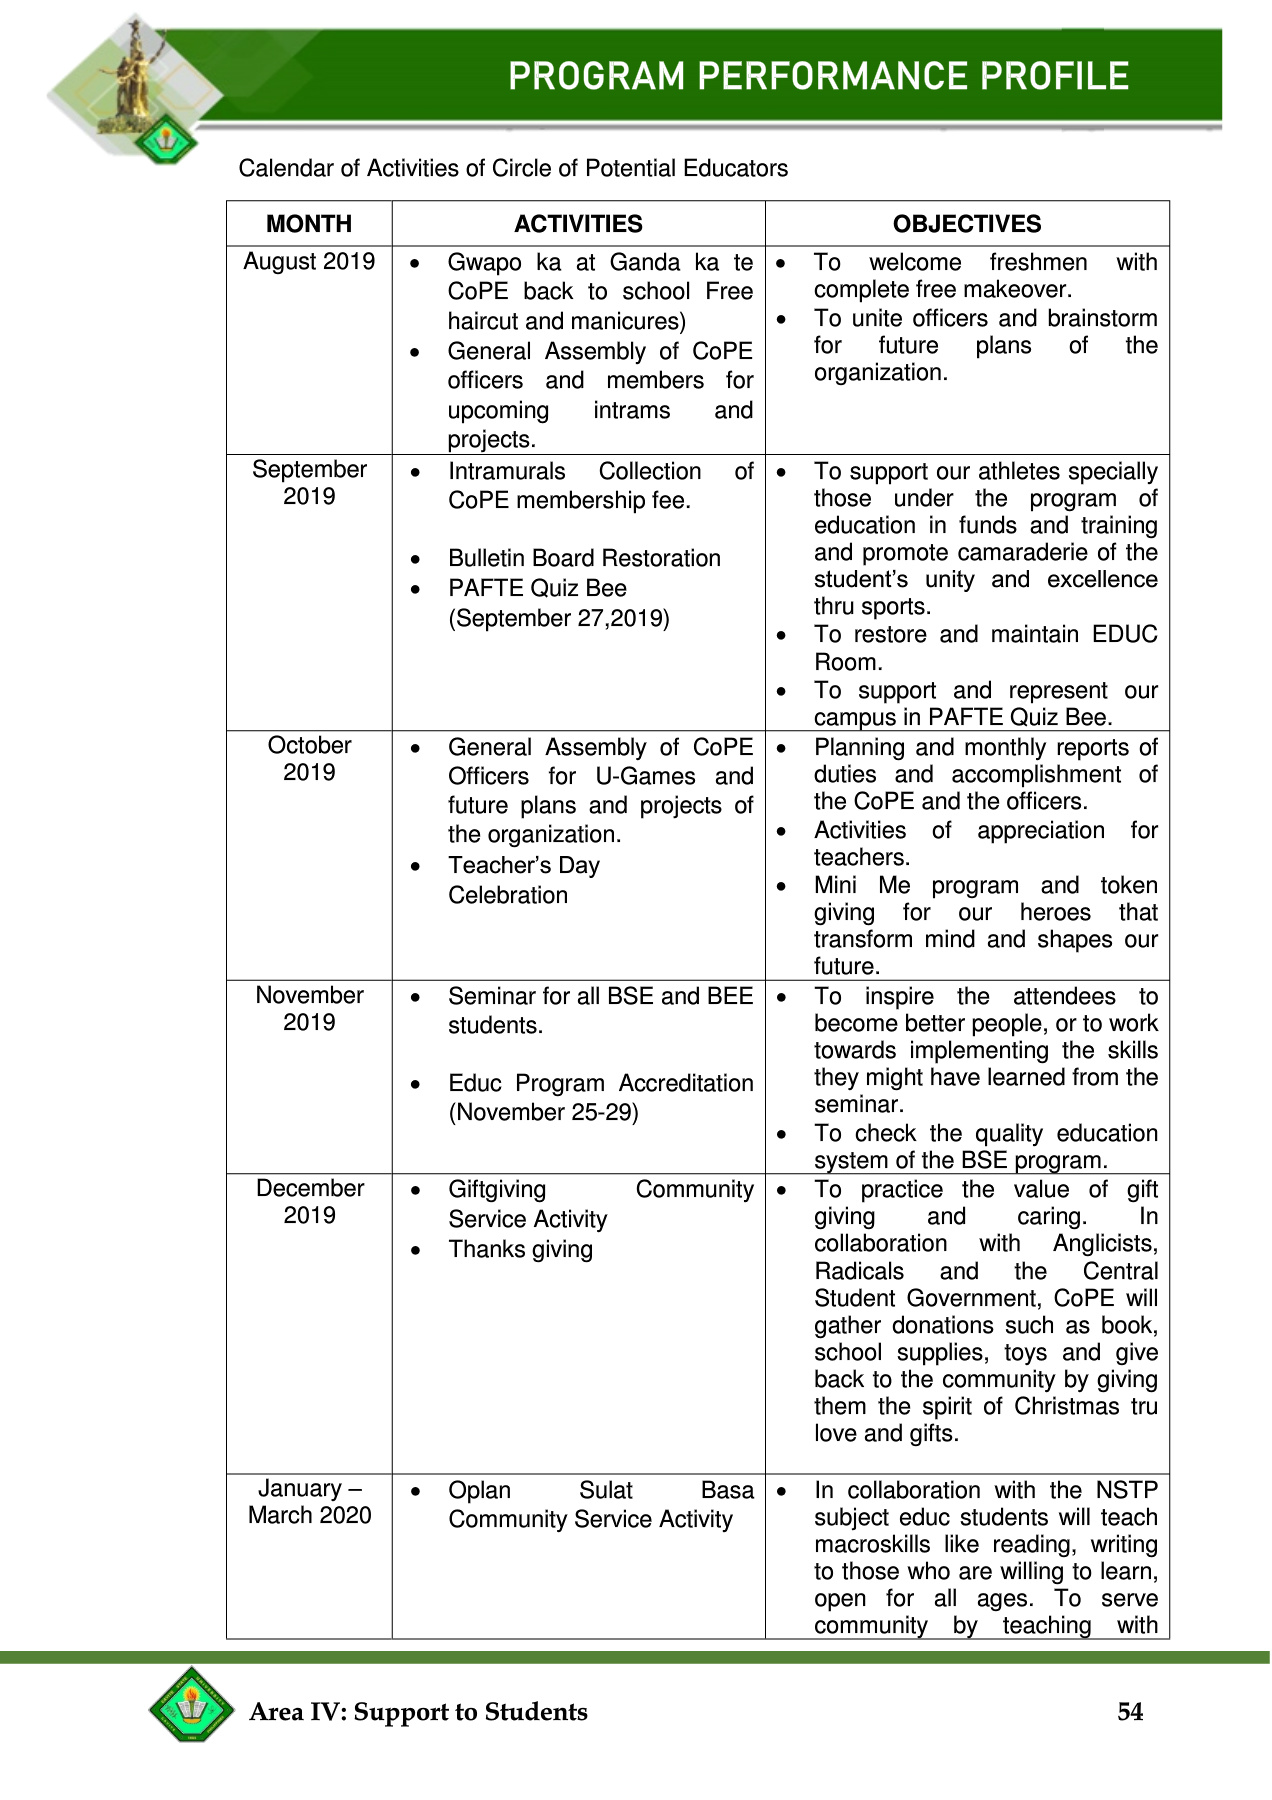 PROGRAM PERFORMANCE PROFILE
Calendar of Activities of Circle of Potential Educators
MONTH ACTIVITIES OBJECTIVES
August 2019
• Gwapo ka at Ganda ka te
CoPE back to school Free
haircut and manicures)
• General Assembly of CoPE
officers and members for
upcoming intrams and
projects.
• To welcome freshmen with
complete free makeover.
• To unite officers and brainstorm
for future plans of the
organization.
September
2019
• Intramurals Collection of
CoPE membership fee.
• Bulletin Board Restoration
• PAFTE Quiz Bee
(September 27,2019)
• To support our athletes specially
those under the program of
education in funds and training
and promote camaraderie of the
student’s unity and excellence
thru sports.
• To restore and maintain EDUC
Room.
• To support and represent our
campus in PAFTE Quiz Bee.
October
2019
• General Assembly of CoPE
Officers for U-Games and
future plans and projects of
the organization.
• Teacher’s Day
Celebration
• Planning and monthly reports of
duties and accomplishment of
the CoPE and the officers.
• Activities of appreciation for
teachers.
• Mini Me program and token
giving for our heroes that
transform mind and shapes our
future.
November
2019
• Seminar for all BSE and BEE
students.
• Educ Program Accreditation
(November 25-29)
• To inspire the attendees to
become better people, or to work
towards implementing the skills
they might have learned from the
seminar.
• To check the quality education
system of the BSE program.
December
2019
• Giftgiving Community
Service Activity
• Thanks giving
• To practice the value of gift
giving and caring. In
collaboration with Anglicists,
Radicals and the Central
Student Government, CoPE will
gather donations such as book,
school supplies, toys and give
back to the community by giving
them the spirit of Christmas tru
love and gifts.
January –
March 2020
• Oplan Sulat Basa
Community Service Activity
• In collaboration with the NSTP
subject educ students will teach
macroskills like reading, writing
to those who are willing to learn,
open for all ages. To serve
community by teaching with
Area IV: Support to Students 54